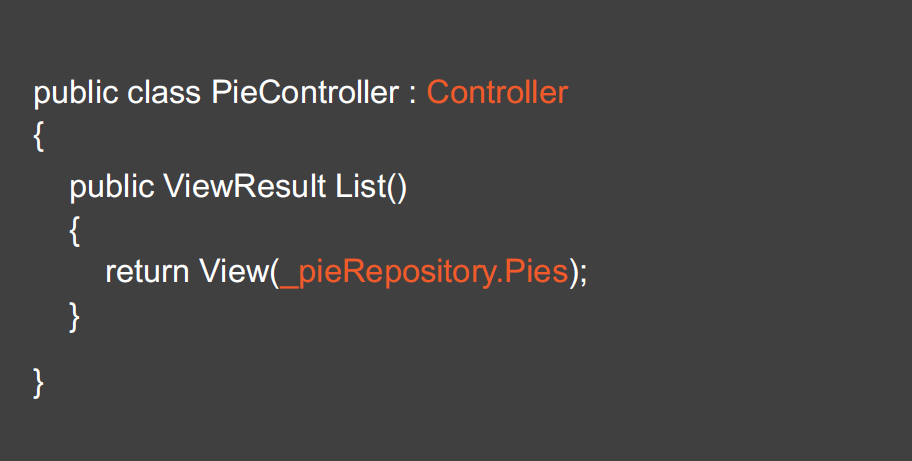 public class PieController : Controller
{
public ViewResult List()
{
return View(_pieRepository.Pies);
}
}